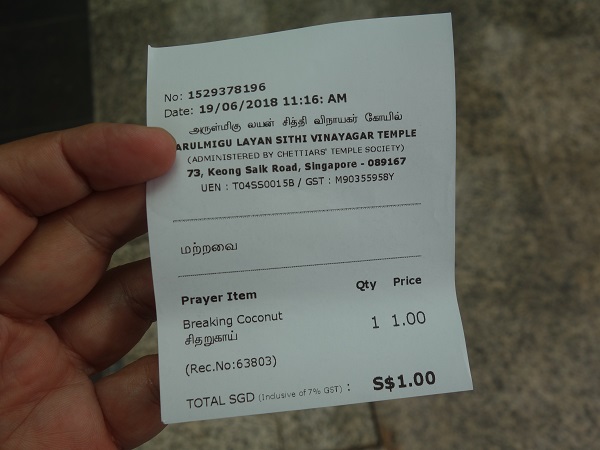 No: 1529378196
Date: 19/06/2018 11:16: AM
அருள்மிகு லயன் சித்தி விநாயகர் கோயில்
ARULMIGU LAYAN SITHI VINAYAGAR TEMPLE
(ADMINISTERED BY CHETTIARS' TEMPLE SOCIETY)
73, Keong Saik Road, Singapore - 089167
UEN : T04SS0015B / GST : M90355958Y
மற்றவை
Prayer Item Qty Price
Breaking Coconut 1 1.00
சிதறுகாய்
(Rec.No:63803)
TOTAL SGD (Inclusive of 7% GST) : S$1.00